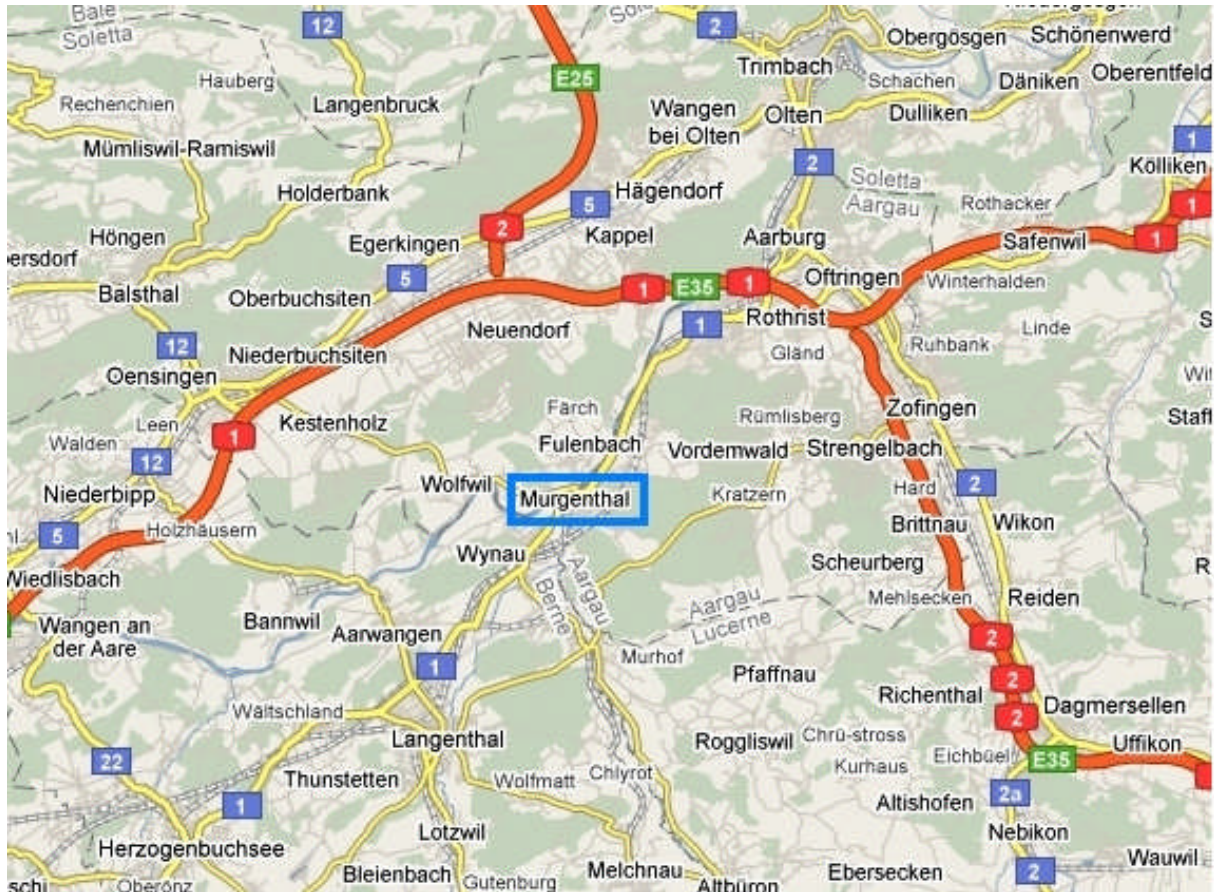 Bale
Soletta
12
Solo
2
Obergösgen
Schönenwerd
Trimbach
Schachen
Däniken
Oberentfeld
E25
Hauberg
Rechenchien
Langenbruck
Wangen
bei Olten
Olten
Dulliken
1
Mümliswil-Ramiswil
2
Soletta
Aargau
Kölliken
Holderbank
Hägendorf
5
Rothacker
1
2
Höngen
Egerkingen
Kappel
Aarburg
Safenwil
1
ersdorf
5
Oftringen
Winterhalden
Balsthal
Oberbuchsiten
1
E35
1
Neuendorf
1
Rothrist
Linde
S
12
Niederbuchsiten
Gländ
Ruhbank
Oensingen
Wil
Leen
Kestenholz
Färch
Rümlisberg
Zofingen
Staff
Walden
1
Fulenbach
Vordemwald
Strengelbach
12
Wolfwil
Niederbipp
Murgenthal
Kratzern
Hard
2
Holzhäusern
Brittnau
Wikon
5
Wynau
Wiedlisbach
Aargau
Berne
Scheurberg
R
Mehlsecken
Reiden
Aargau
Lucerne
Wangen an
der Aare
Bannwil
Aarwangen
2
1
Murhof
Pfaffnau
2
Richenthal
Wältschland
2
Dagmersellen
Langenthal
Roggliswil
Chrü-stross
Uffikon
22
Eichbüel
E35
Thunstetten
Wolfmatt
Chlyrot
Kurhaus
1
Altishofen
2a
Lotzwil
Nebikon
Herzogenbuchsee
Wauwil
Bleienbach
Melchnau
Ebersecken
2
schi
Oberönz
Gutenburg
Altbüron